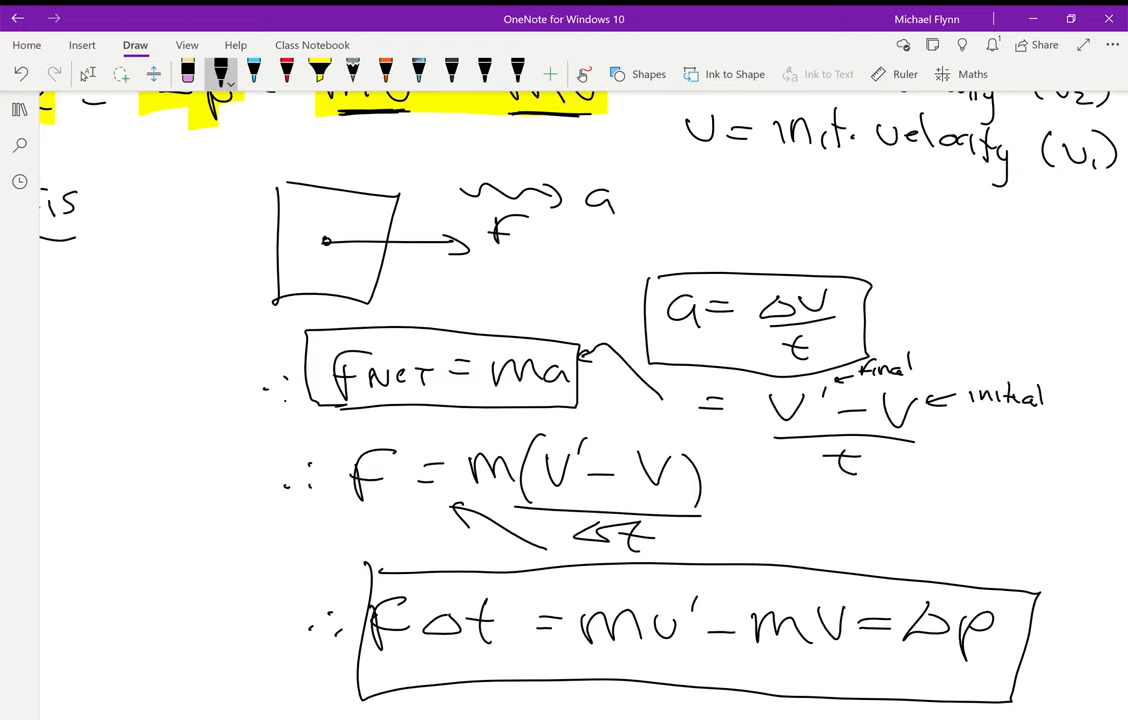 OneNote for Windows 10
Michael Flynn
Home Insert Draw View Help Class Notebook
Share
Shapes Ink to Shape Ink to Text Ruler Maths
(v2)
v = init. velocity (v1)
is
a
F
a = Δv / t
∴ FNET = ma
= v' - v / t
final
initial
∴ F = m(v' - v) / Δt
∴ FΔt = mv' - mv = Δp